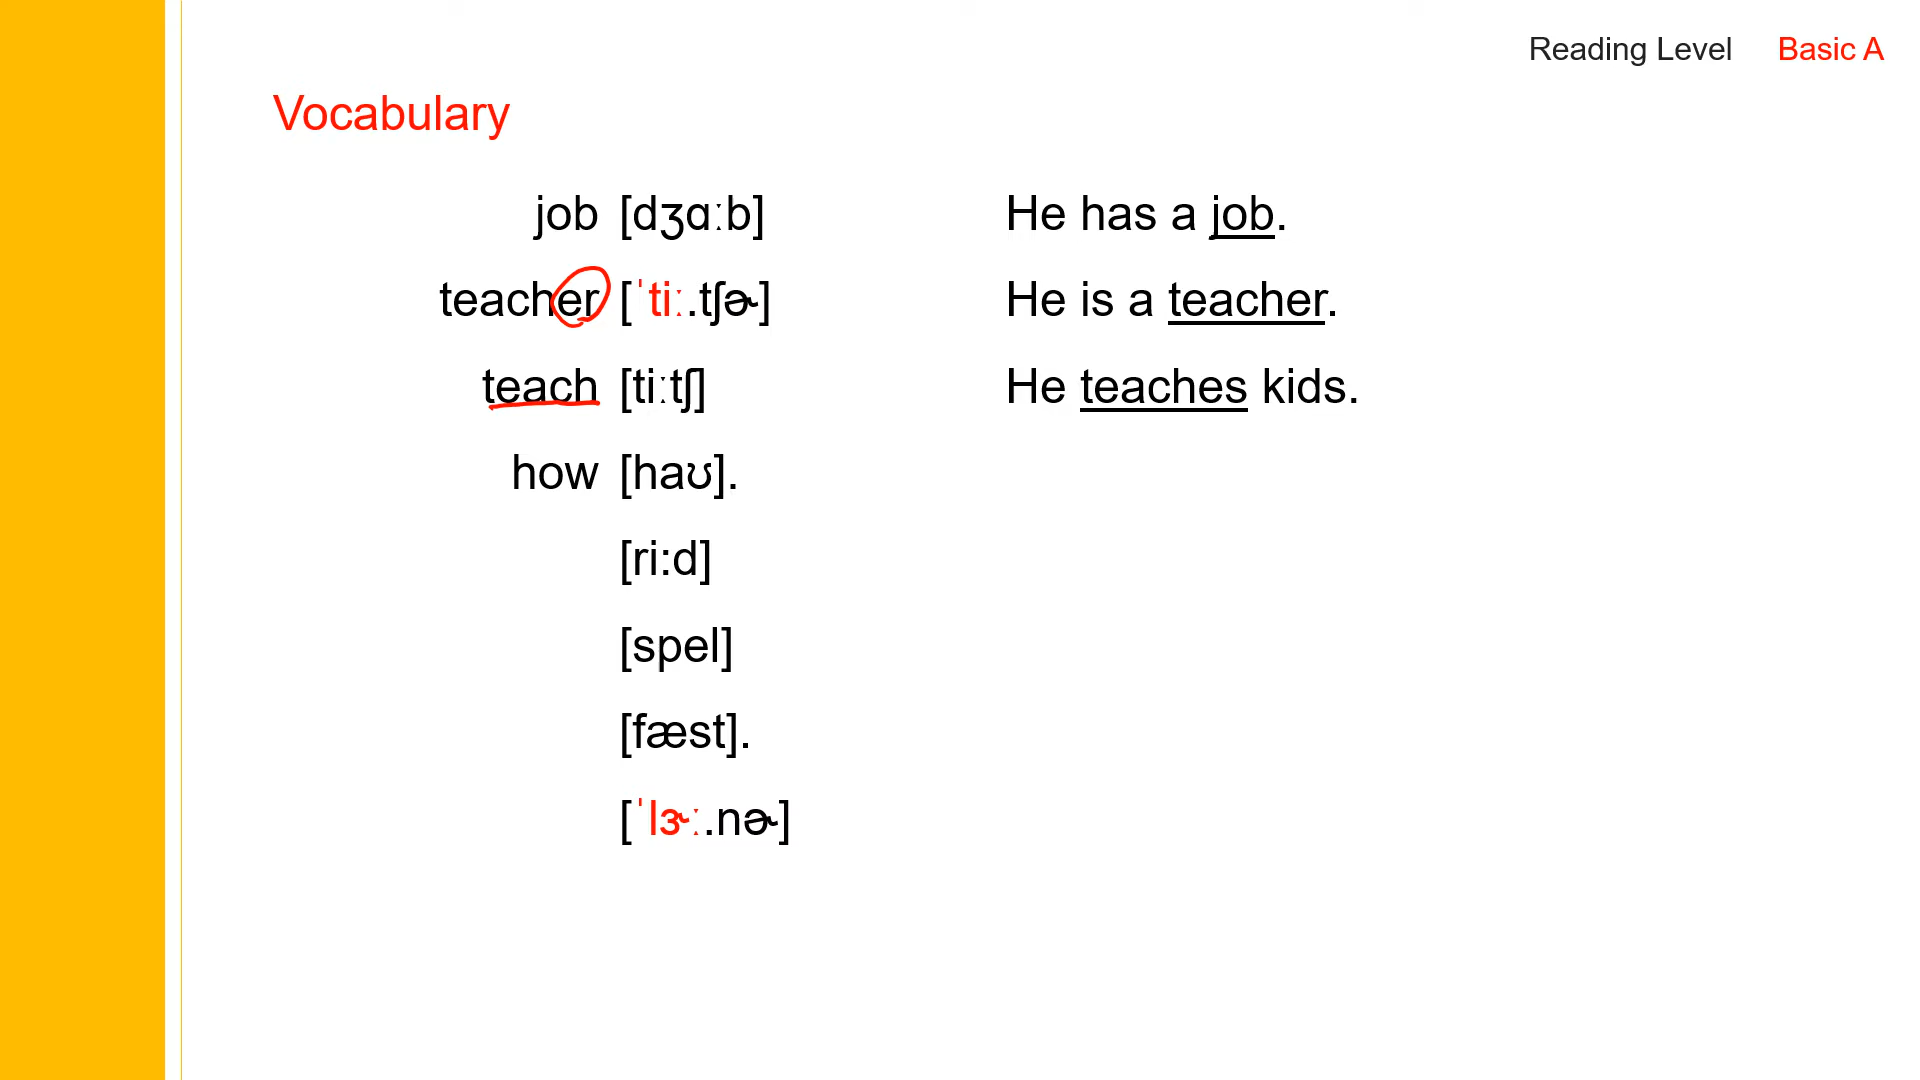 Reading Level Basic A
Vocabulary
job [dʒɑːb] He has a job.
teacher [ˈtiː.tʃɚ] He is a teacher.
teach [tiːtʃ] He teaches kids.
how [haʊ].
[ri:d]
[spel]
[fæst].
[ˈlɝː.nɚ]